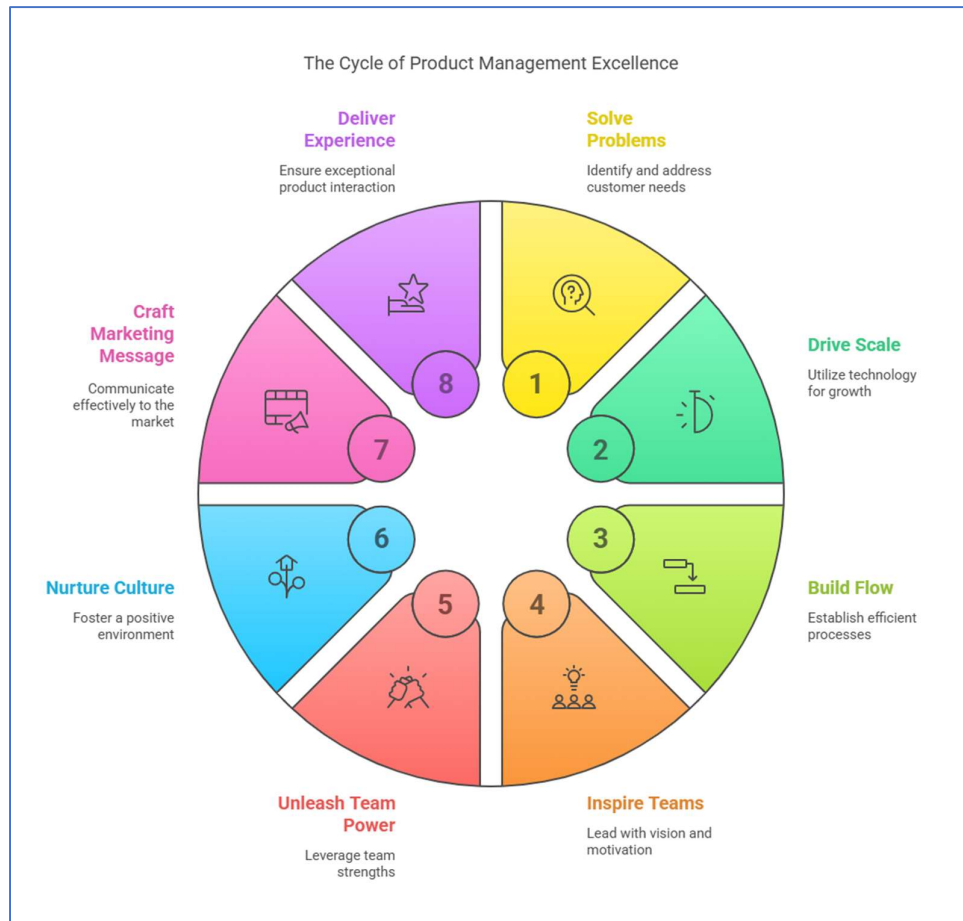 The Cycle of Product Management Excellence
Deliver
Experience
Ensure exceptional
product interaction
Solve
Problems
Identify and address
customer needs
Craft
Marketing
Message
Communicate
effectively to the
market
Drive Scale
Utilize technology
for growth
8
1
7
2
6
3
5
4
Nurture Culture
Foster a positive
environment
Build Flow
Establish efficient
processes
Unleash Team
Power
Leverage team
strengths
Inspire Teams
Lead with vision and
motivation